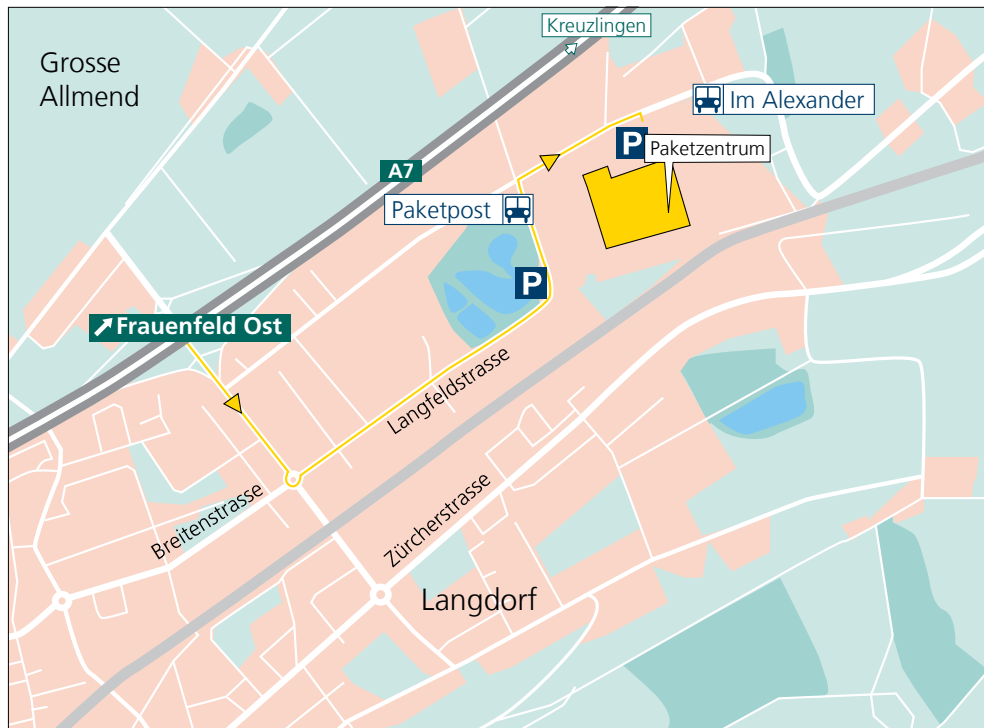 Kreuzlingen
Grosse
Allmend
Im Alexander
P
Paketzentrum
A7
Paketpost
P
Frauenfeld Ost
Langfeldstrasse
Breitenstrasse
Zürcherstrasse
Langdorf